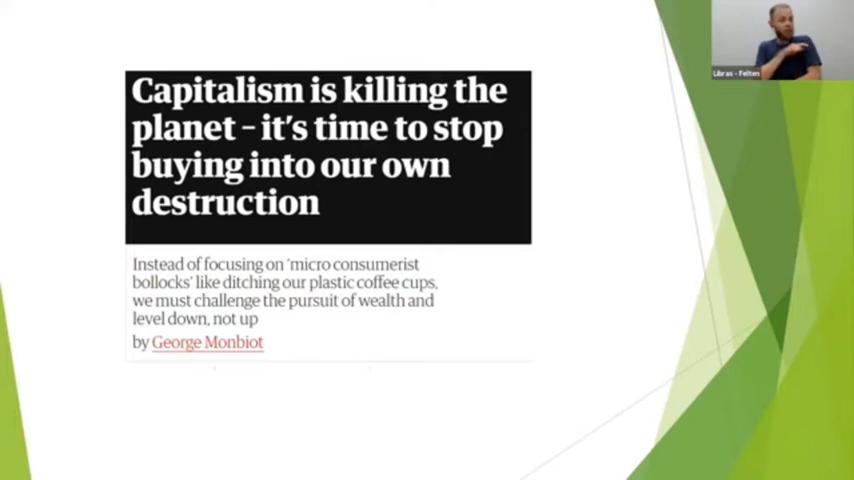 Capitalism is killing the
planet – it's time to stop
buying into our own
destruction
Instead of focusing on 'micro consumerist
bollocks' like ditching our plastic coffee cups,
we must challenge the pursuit of wealth and
level down, not up
by George Monbiot
Libras - Felten